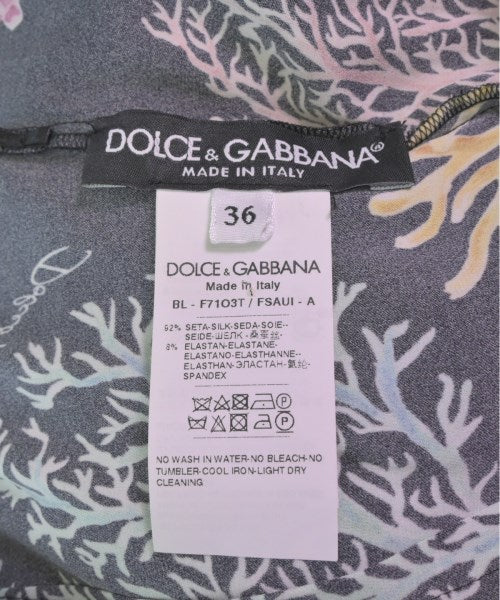 DOLCE & GABBANA®
MADE IN ITALY
36
DOLCE & GABBANA
Made in Italy
BL - F71O3T / FSAUI - A
92% SETA-SILK-SEDA-SOIE--
SEIDE-ШЕЛК-桑蚕丝-
8% ELASTAN-ELASTANE-
ELASTANO-ELASTHANNE--
ELASTHAN-ЭЛАСТАН-氨纶-
SPANDEX
NO WASH IN WATER-NO BLEACH-NO
TUMBLER-COOL IRON-LIGHT DRY
CLEANING
Dolce